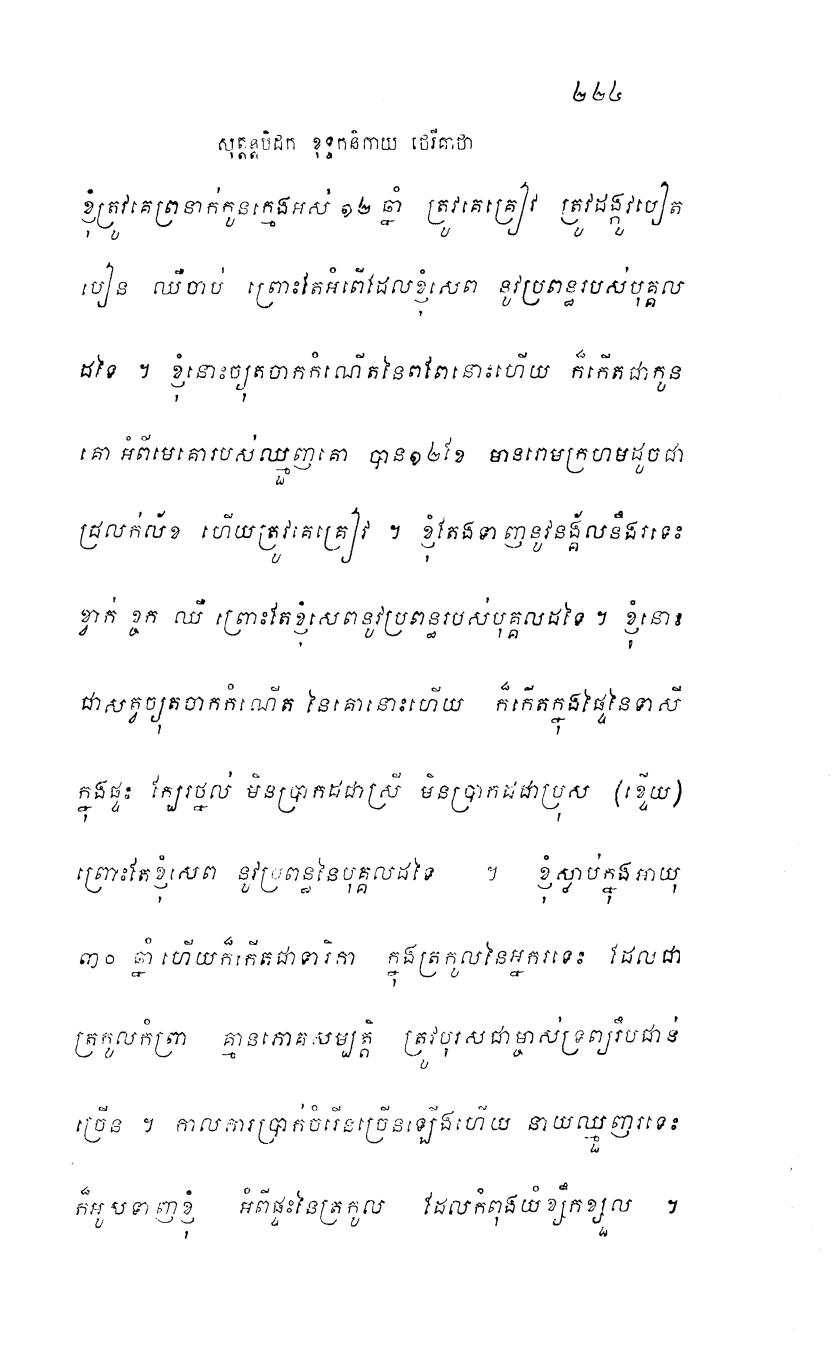 ២២៤
សុត្តន្តបិដក ខុទ្ទកនិកាយ ថេរីគាថា
ខ្ញុំត្រូវគេព្រនាក់កូនក្មេងអស់ ១២ ឆ្នាំ ត្រូវគេគ្រៀវ ត្រូវដង្កូវបៀត
បៀន ឈឺចាប់ ព្រោះតែអំពើដែលខ្ញុំសេព នូវប្រពន្ធរបស់បុគ្គល
ដទៃ ។ ខ្ញុំនោះច្យុតចាកកំណើតនៃពពែនោះហើយ ក៏កើតជាកូន
គោ អំពីមេគោរបស់ឈ្មួញគោ បាន១២ខែ មានរោមក្រហមដូចជា
ជ្រលក់ល័ខ ហើយត្រូវគេគ្រៀវ ។ ខ្ញុំតែងទាញនូវនង្គ័លនឹងរទេះ
ខ្វាក់ ខ្ចក ឈឺ ព្រោះតែខ្ញុំសេពនូវប្រពន្ធរបស់បុគ្គលដទៃ ។ ខ្ញុំនោះ
ជាសត្វច្យុតចាកកំណើត នៃគោនោះហើយ ក៏កើតក្នុងផ្ទៃនៃទាសី
ក្នុងផ្ទះ ក្បែរថ្នល់ មិនប្រាកដជាស្រី មិនប្រាកដជាប្រុស (ខ្ទើយ)
ព្រោះតែខ្ញុំសេព នូវប្រពន្ធនៃបុគ្គលដទៃ ។ ខ្ញុំស្លាប់ក្នុងអាយុ
៣០ ឆ្នាំ ហើយក៏កើតជាទារិកា ក្នុងត្រកូលនៃអ្នករទេះ ដែលជា
ត្រកូលកំព្រា គ្មានភោគសម្បត្តិ ត្រូវបុរសជាម្ចាស់ទ្រព្យរឹបជាន់
ច្រើន ។ កាលការប្រាក់ចំរើនច្រើនឡើងហើយ នាយឈ្មួញរទេះ
ក៏អូសទាញខ្ញុំ អំពីផ្ទះនៃត្រកូល ដែលកំពុងយំខ្សឹកខ្សួល ។